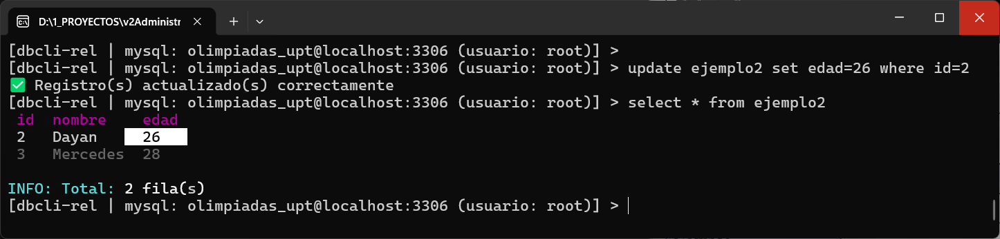 D:\1_PROYECTOS\v2Administr
[dbcli-rel | mysql: olimpiadas_upt@localhost:3306 (usuario: root)] >
[dbcli-rel | mysql: olimpiadas_upt@localhost:3306 (usuario: root)] > update ejemplo2 set edad=26 where id=2
✅ Registro(s) actualizado(s) correctamente
[dbcli-rel | mysql: olimpiadas_upt@localhost:3306 (usuario: root)] > select * from ejemplo2
id nombre edad
2 Dayan 26
3 Mercedes 28
INFO: Total: 2 fila(s)
[dbcli-rel | mysql: olimpiadas_upt@localhost:3306 (usuario: root)] >